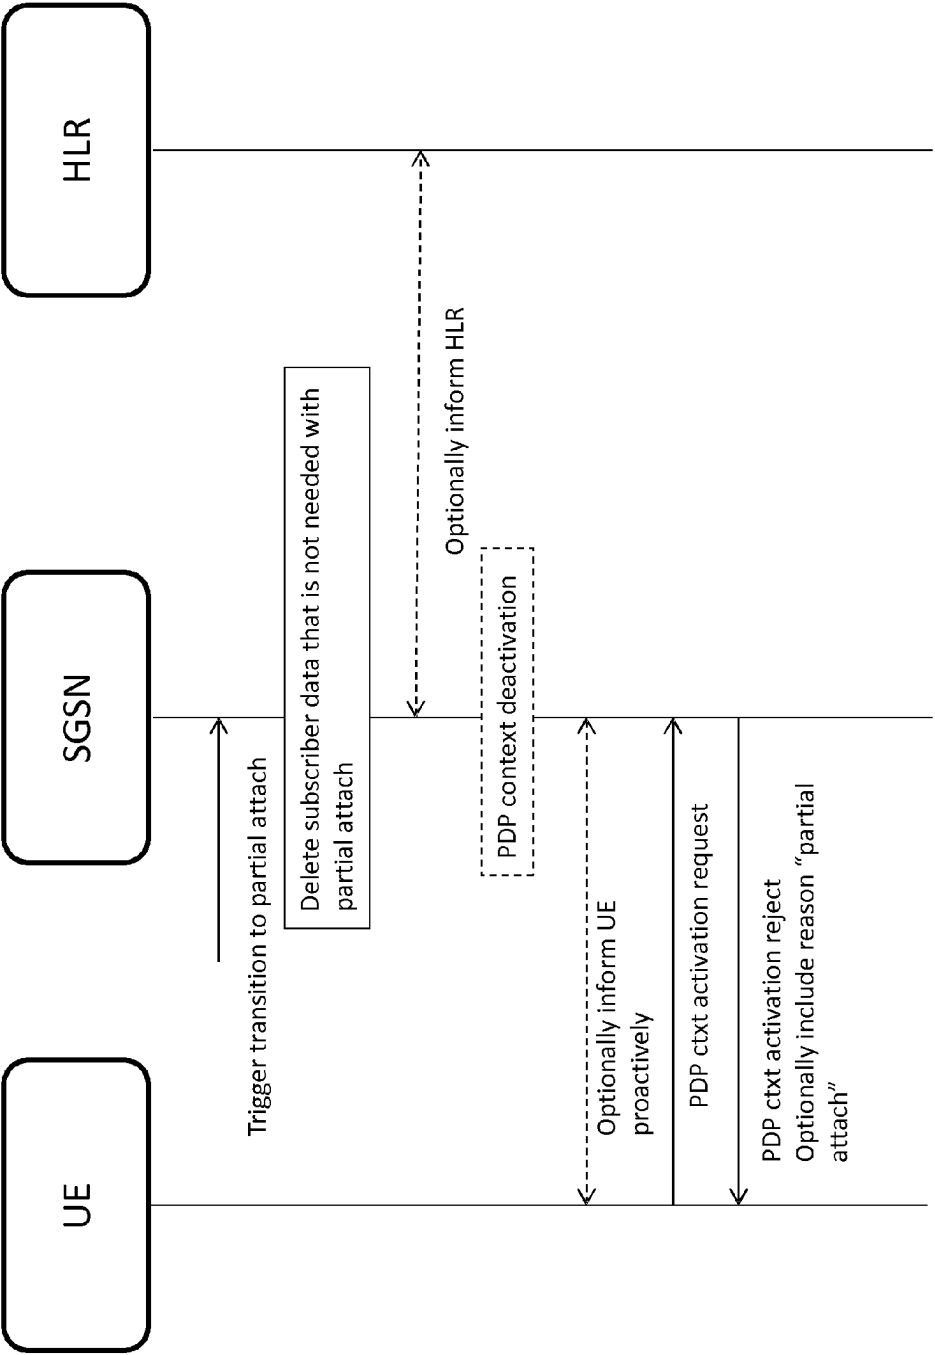 UE
SGSN
HLR
Trigger transition to partial attach
Delete subscriber data that is not needed with
partial attach
Optionally inform HLR
PDP context deactivation
Optionally inform UE
proactively
PDP ctxt activation request
PDP ctxt activation reject
Optionally include reason “partial
attach”